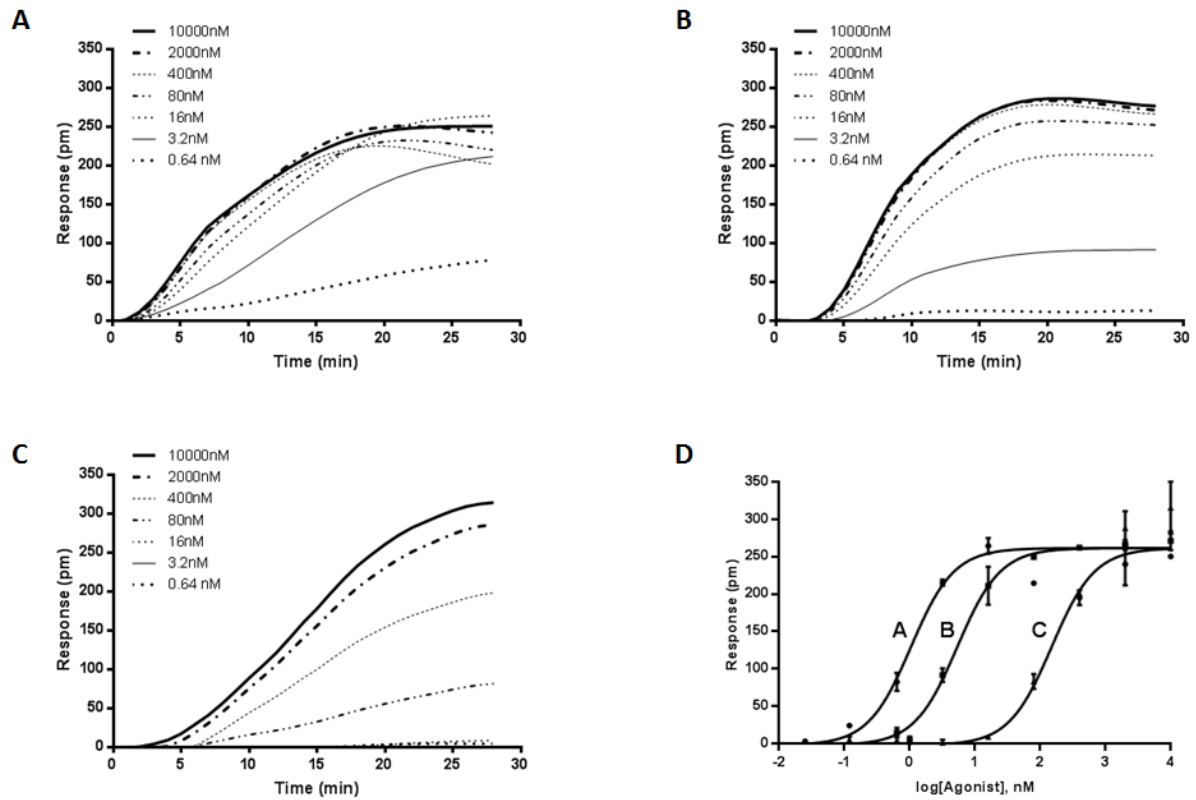 A
10000nM
2000nM
400nM
80nM
16nM
3.2nM
0.64 nM
350
300
250
200
150
100
50
0
Response (pm)
0 5 10 15 20 25 30
Time (min)
B
10000nM
2000nM
400nM
80nM
16nM
3.2nM
0.64 nM
350
300
250
200
150
100
50
0
Response (pm)
0 5 10 15 20 25 30
Time (min)
C
10000nM
2000nM
400nM
80nM
16nM
3.2nM
0.64 nM
350
300
250
200
150
100
50
0
Response (pm)
0 5 10 15 20 25 30
Time (min)
D
350
300
250
200
150
100
50
0
Response (pm)
A B C
-2 -1 0 1 2 3 4
log[Agonist], nM